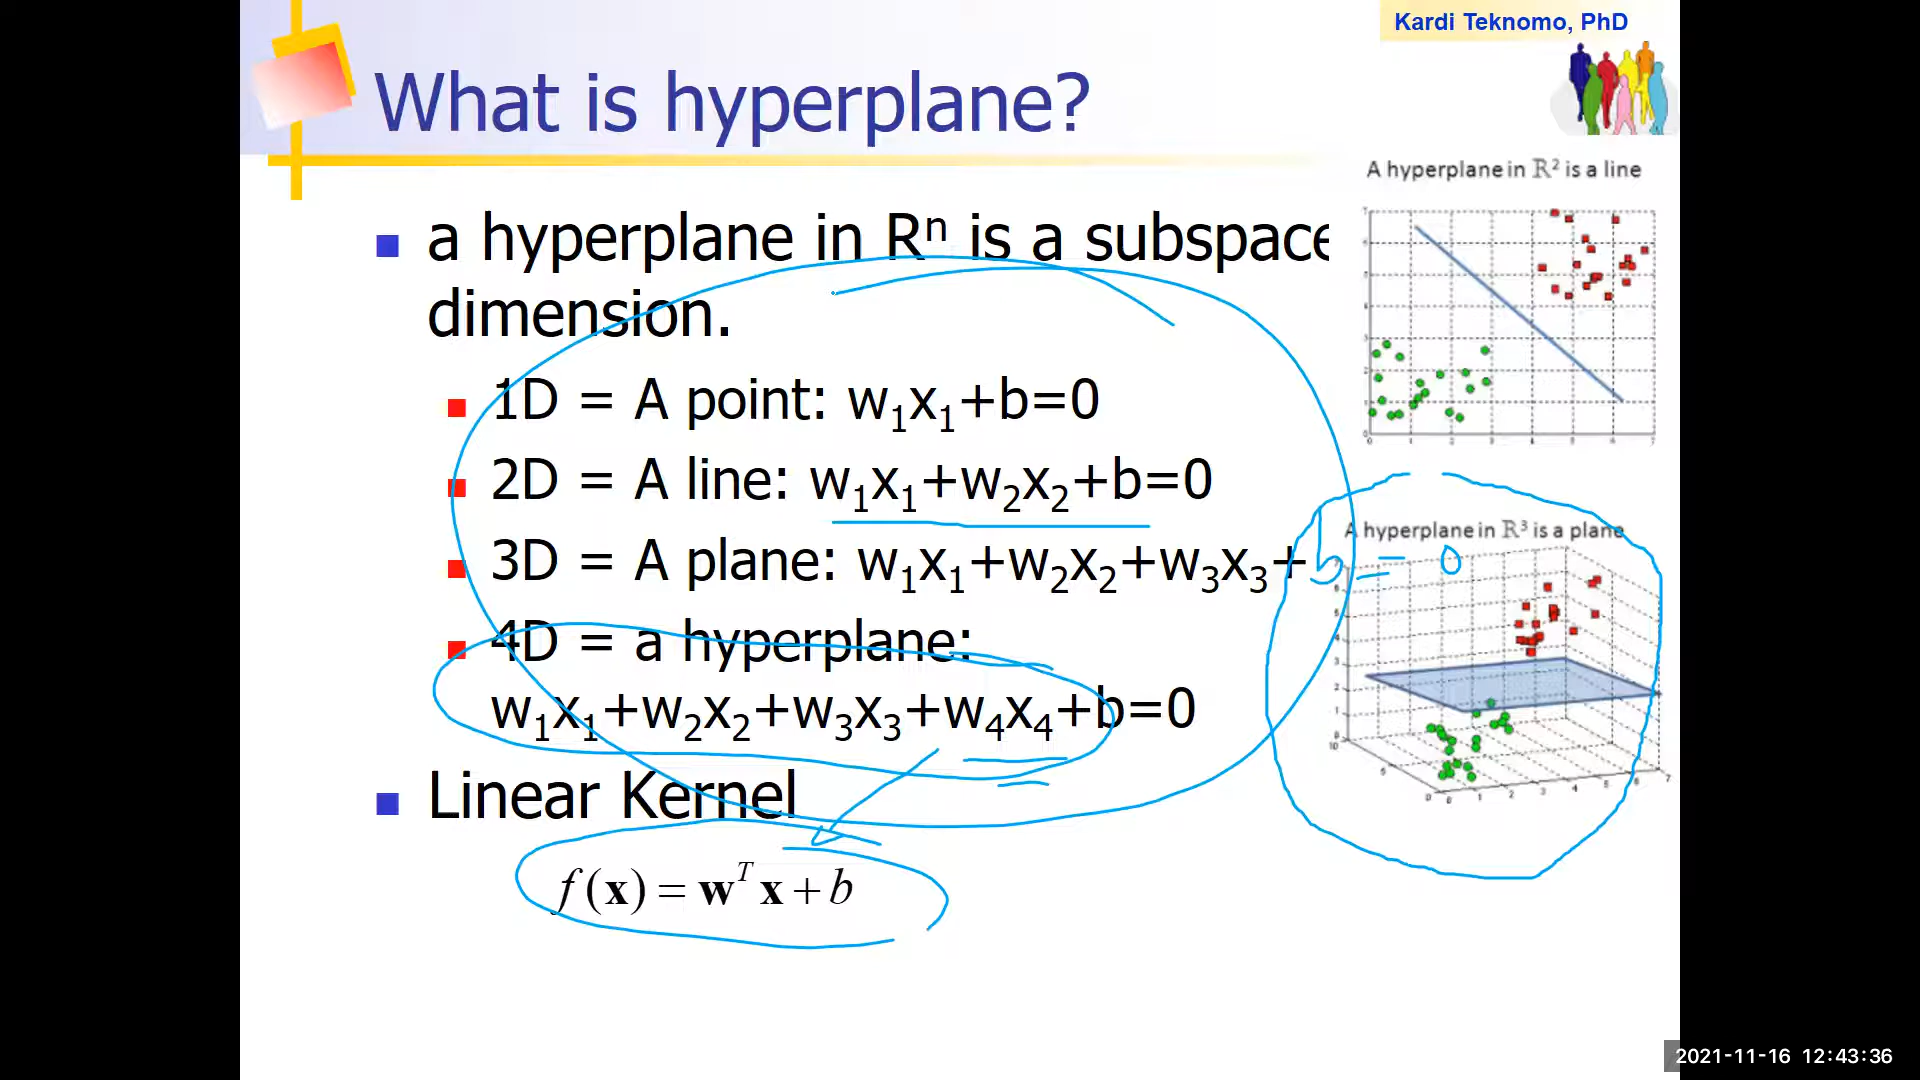 Kardi Teknomo, PhD
What is hyperplane?
A hyperplane in ℝ² is a line
a hyperplane in Rⁿ is a subspace
dimension.
1D = A point: w₁x₁+b=0
2D = A line: w₁x₁+w₂x₂+b=0
A hyperplane in ℝ³ is a plane
3D = A plane: w₁x₁+w₂x₂+w₃x₃+b = 0
4D = a hyperplane:
w₁x₁+w₂x₂+w₃x₃+w₄x₄+b=0
Linear Kernel
f(x) = wᵀx + b
2021-11-16 12:43:36